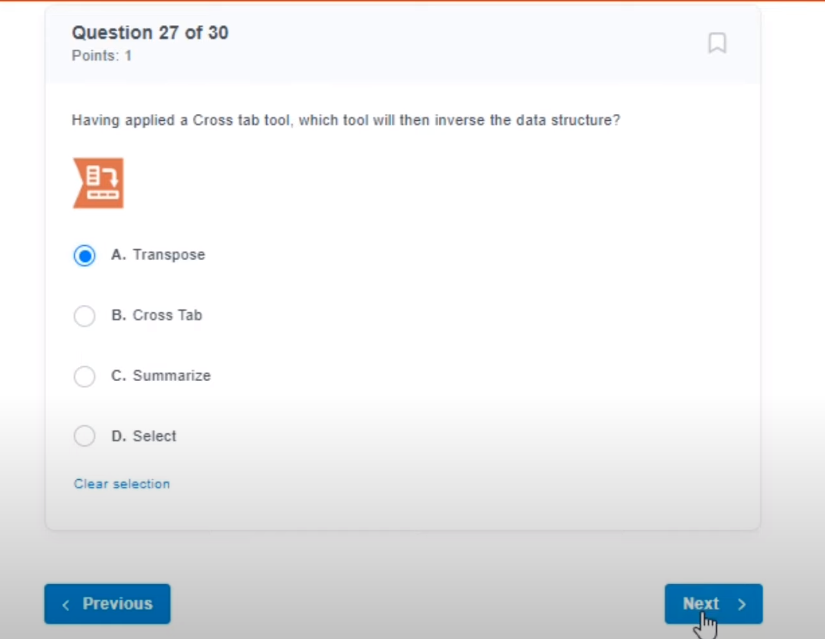 Question 27 of 30
Points: 1
Having applied a Cross tab tool, which tool will then inverse the data structure?
A. Transpose
B. Cross Tab
C. Summarize
D. Select
Clear selection
< Previous
Next >